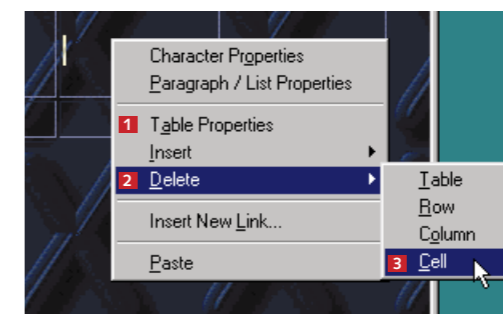 Character Properties
Paragraph / List Properties
1 Table Properties
Insert
2 Delete
Insert New Link...
Paste
Table
Row
Column
3 Cell